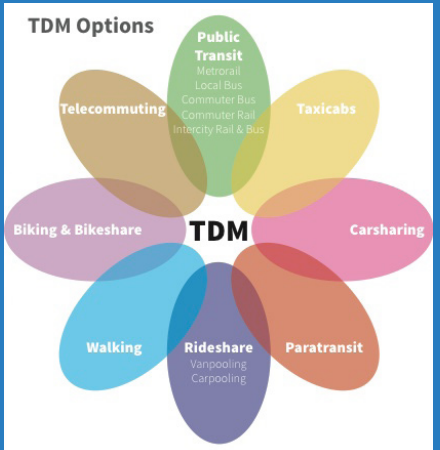 TDM Options
Public
Transit
Metrorail
Local Bus
Commuter Bus
Commuter Rail
Intercity Rail & Bus
Telecommuting
Taxicabs
Biking & Bikeshare
TDM
Carsharing
Walking
Rideshare
Vanpooling
Carpooling
Paratransit